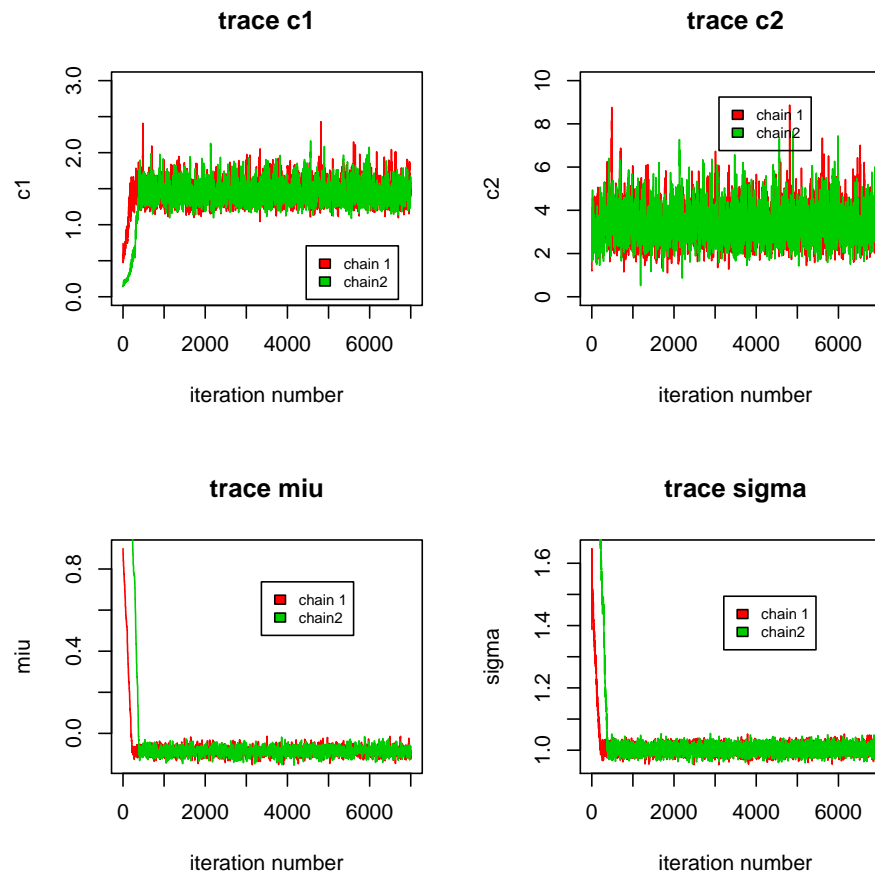 trace c1
3.0
2.0
1.0
0.0
c1
chain 1
chain2
0 2000 4000 6000
iteration number
trace c2
10
8
6
4
2
0
c2
chain 1
chain2
0 2000 4000 6000
iteration number
trace miu
0.8
0.4
0.0
miu
chain 1
chain2
0 2000 4000 6000
iteration number
trace sigma
1.6
1.4
1.2
1.0
sigma
chain 1
chain2
0 2000 4000 6000
iteration number